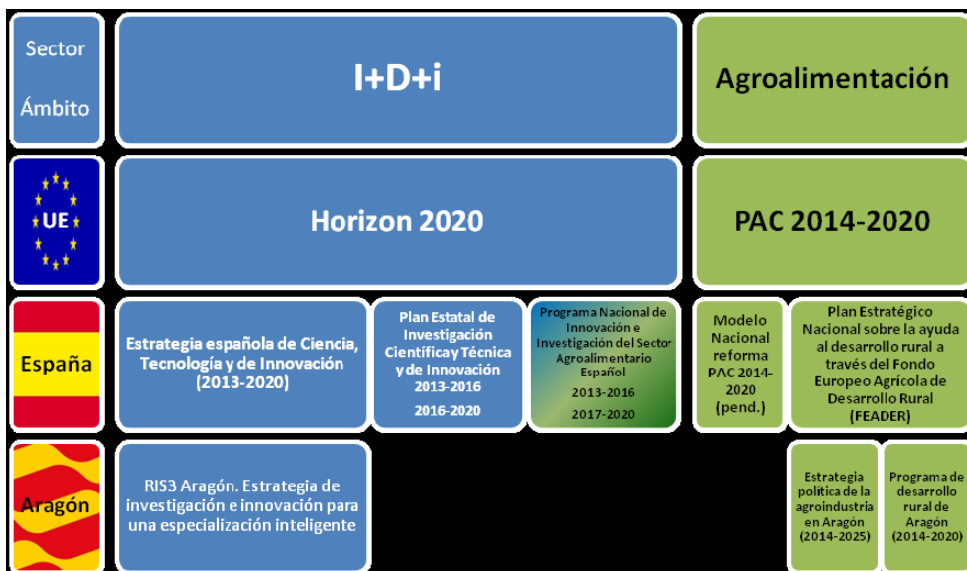 Sector
Ámbito
I+D+i
Agroalimentación
UE
Horizon 2020
PAC 2014-2020
España
Estrategia española de Ciencia,
Tecnología y de Innovación
(2013-2020)
Plan Estatal de
Investigación
Científica y Técnica
y de Innovación
2013-2016
2016-2020
Programa Nacional de
Innovación e
Investigación del Sector
Agroalimentario
Español
2013-2016
2017-2020
Modelo
Nacional
reforma
PAC 2014-
2020
(pend.)
Plan Estratégico
Nacional sobre la ayuda
al desarrollo rural a
través del Fondo
Europeo Agrícola de
Desarrollo Rural
(FEADER)
Aragón
RIS3 Aragón. Estrategia de
investigación e innovación para
una especialización inteligente
Estrategia
política de la
agroindustria
en Aragón
(2014-2025)
Programa de
desarrollo
rural de
Aragón
(2014-2020)